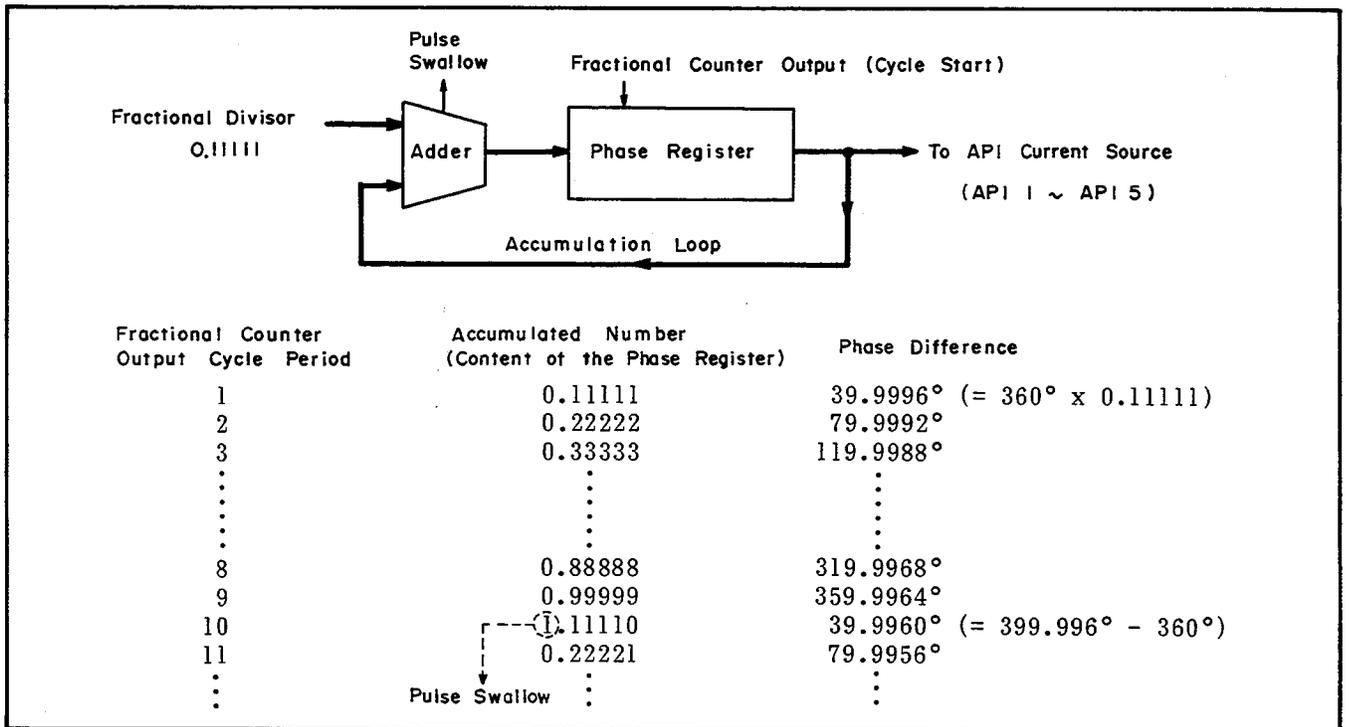 Pulse
Swallow
Fractional Counter Output (Cycle Start)
Fractional Divisor
0.11111
Adder
Phase Register
To API Current Source
(API 1 ~ API 5)
Accumulation Loop
Fractional Counter
Output Cycle Period
Accumulated Number
(Content of the Phase Register)
Phase Difference
1 0.11111 39.9996° (= 360° x 0.11111)
2 0.22222 79.9992°
3 0.33333 119.9988°
8 0.88888 319.9968°
9 0.99999 359.9964°
10 1.11110 39.9960° (= 399.996° - 360°)
11 0.22221 79.9956°
Pulse Swallow